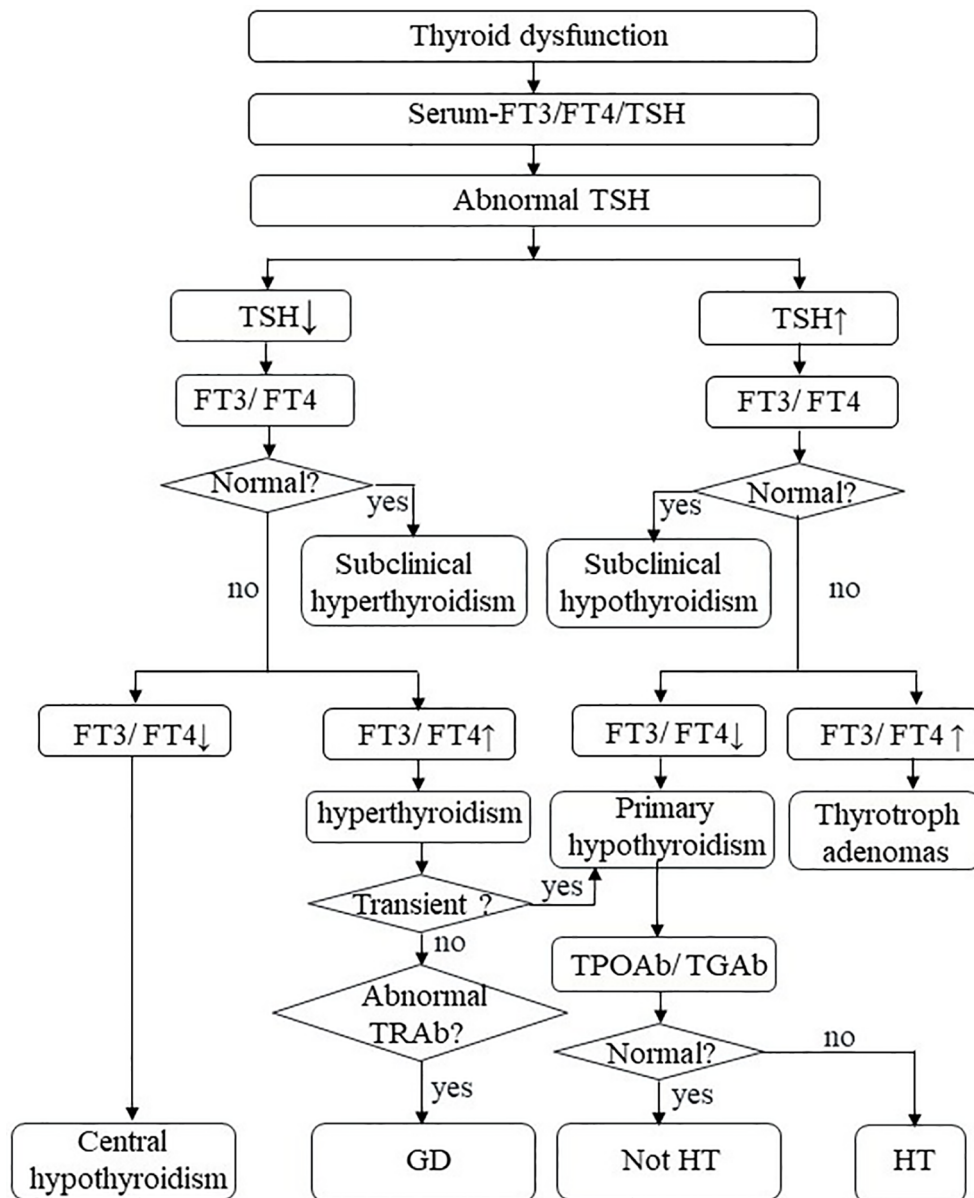 Thyroid dysfunction
Serum-FT3/FT4/TSH
Abnormal TSH
TSH↓
TSH↑
FT3/ FT4
FT3/ FT4
Normal?
yes
yes
Normal?
Subclinical
hyperthyroidism
Subclinical
hypothyroidism
no
no
FT3/ FT4↓
FT3/ FT4↑
FT3/ FT4↓
FT3/ FT4 ↑
hyperthyroidism
Primary
hypothyroidism
Thyrotroph
adenomas
Transient ?
yes
no
TPOAb/ TGAb
Abnormal
TRAb?
Normal?
no
yes
yes
Central
hypothyroidism
GD
Not HT
HT